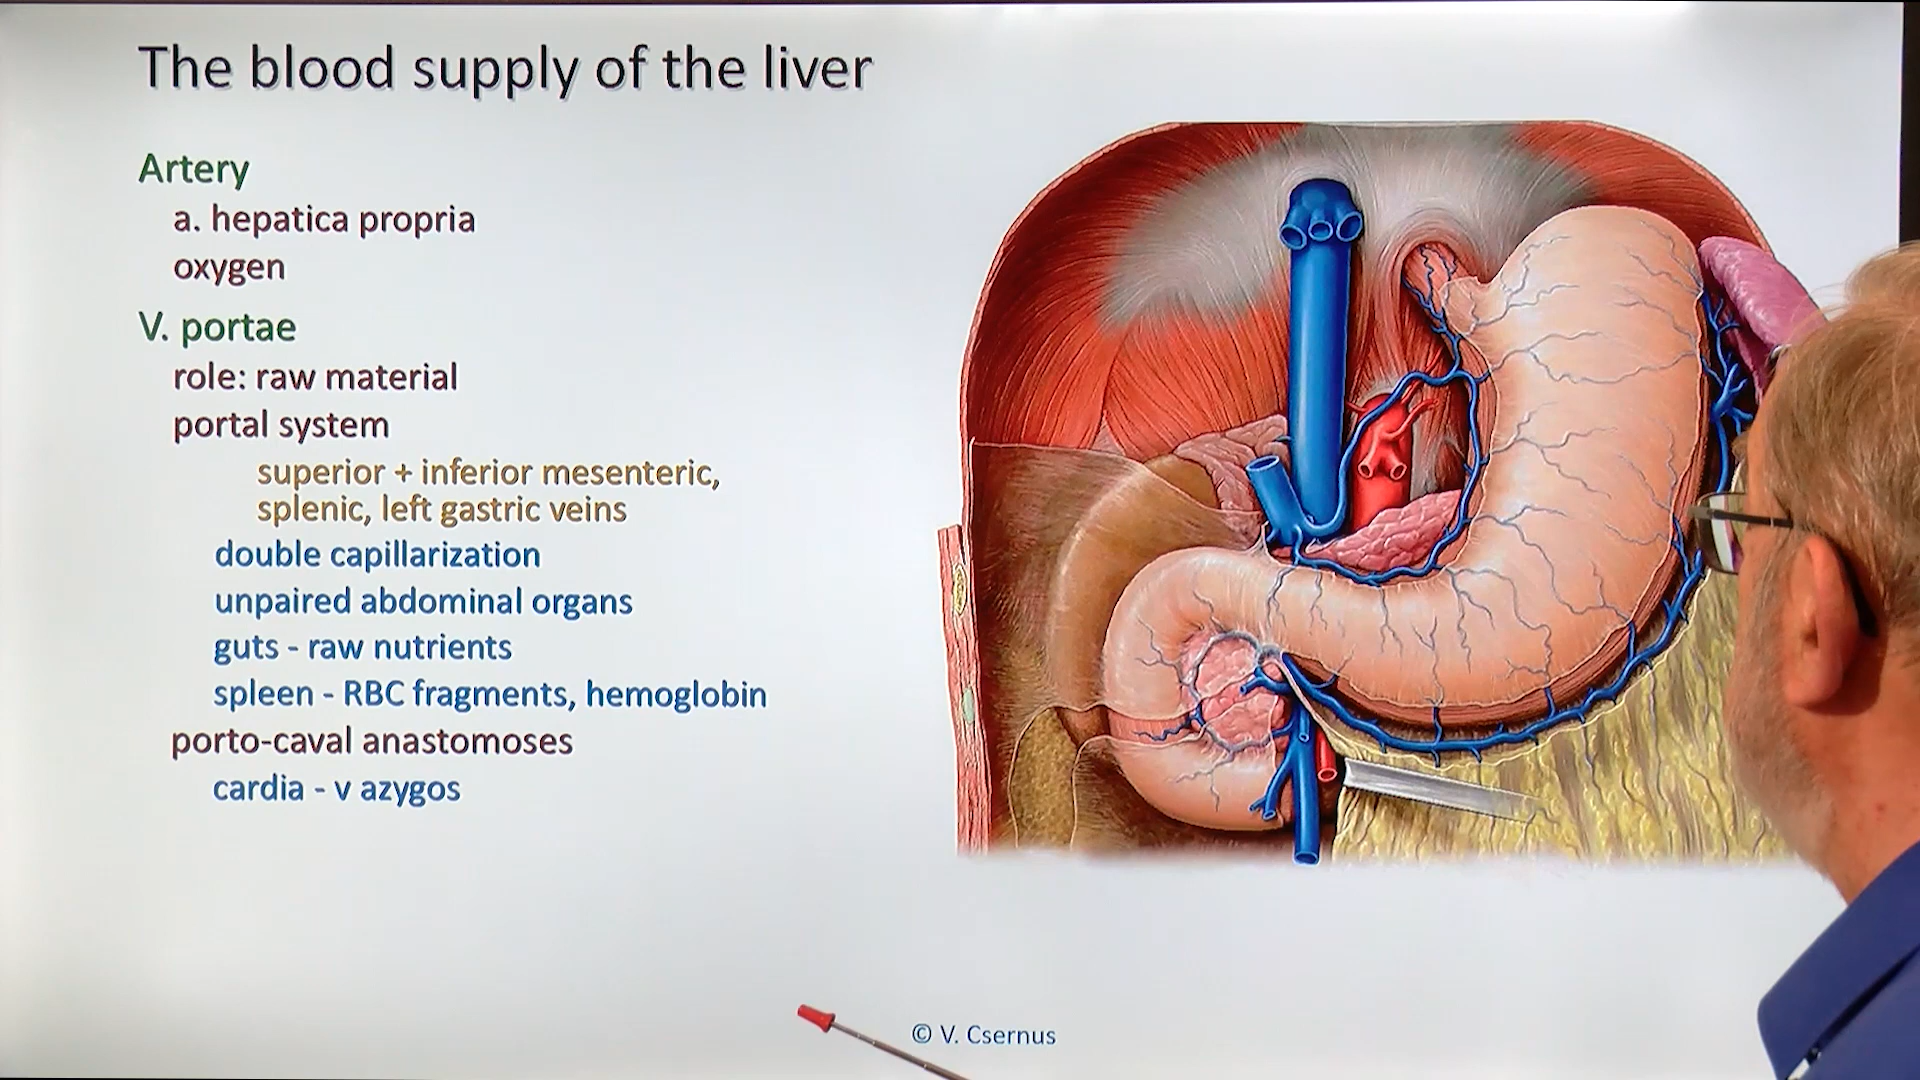 The blood supply of the liver
Artery
a. hepatica propria
oxygen
V. portae
role: raw material
portal system
superior + inferior mesenteric,
splenic, left gastric veins
double capillarization
unpaired abdominal organs
guts - raw nutrients
spleen - RBC fragments, hemoglobin
porto-caval anastomoses
cardia - v azygos
© V. Csernus